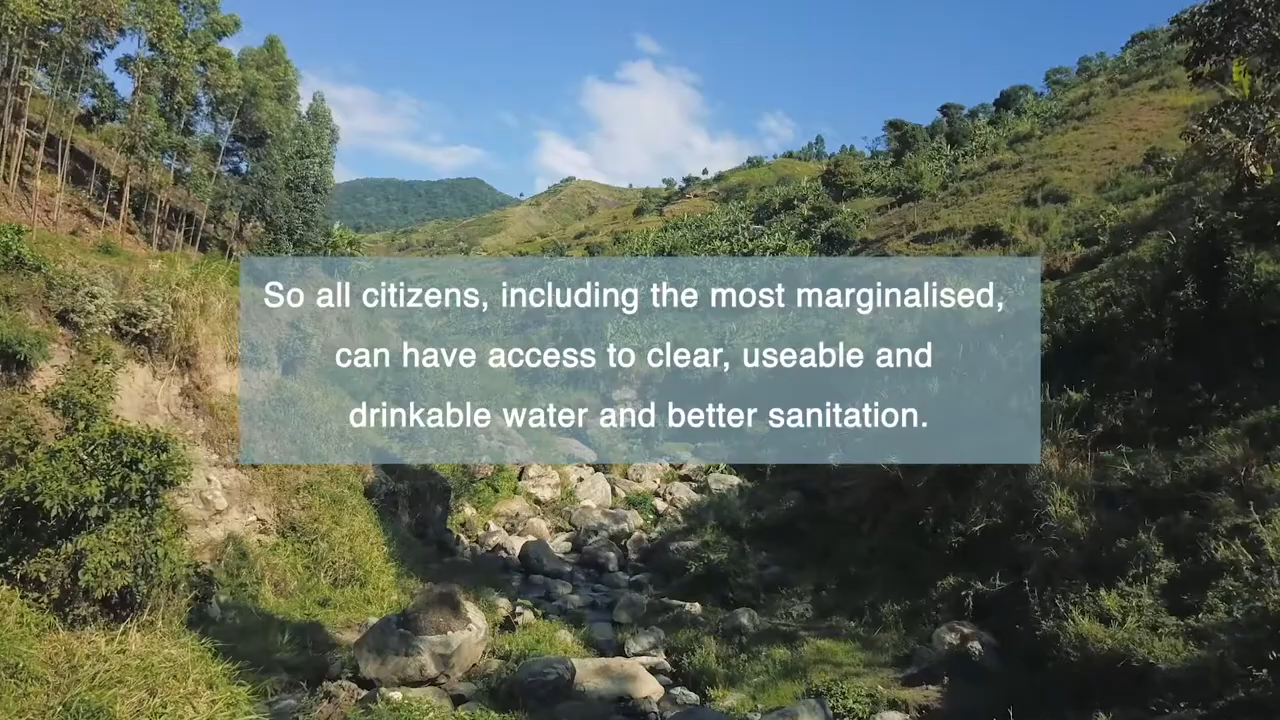 So all citizens, including the most marginalised,
can have access to clear, useable and
drinkable water and better sanitation.